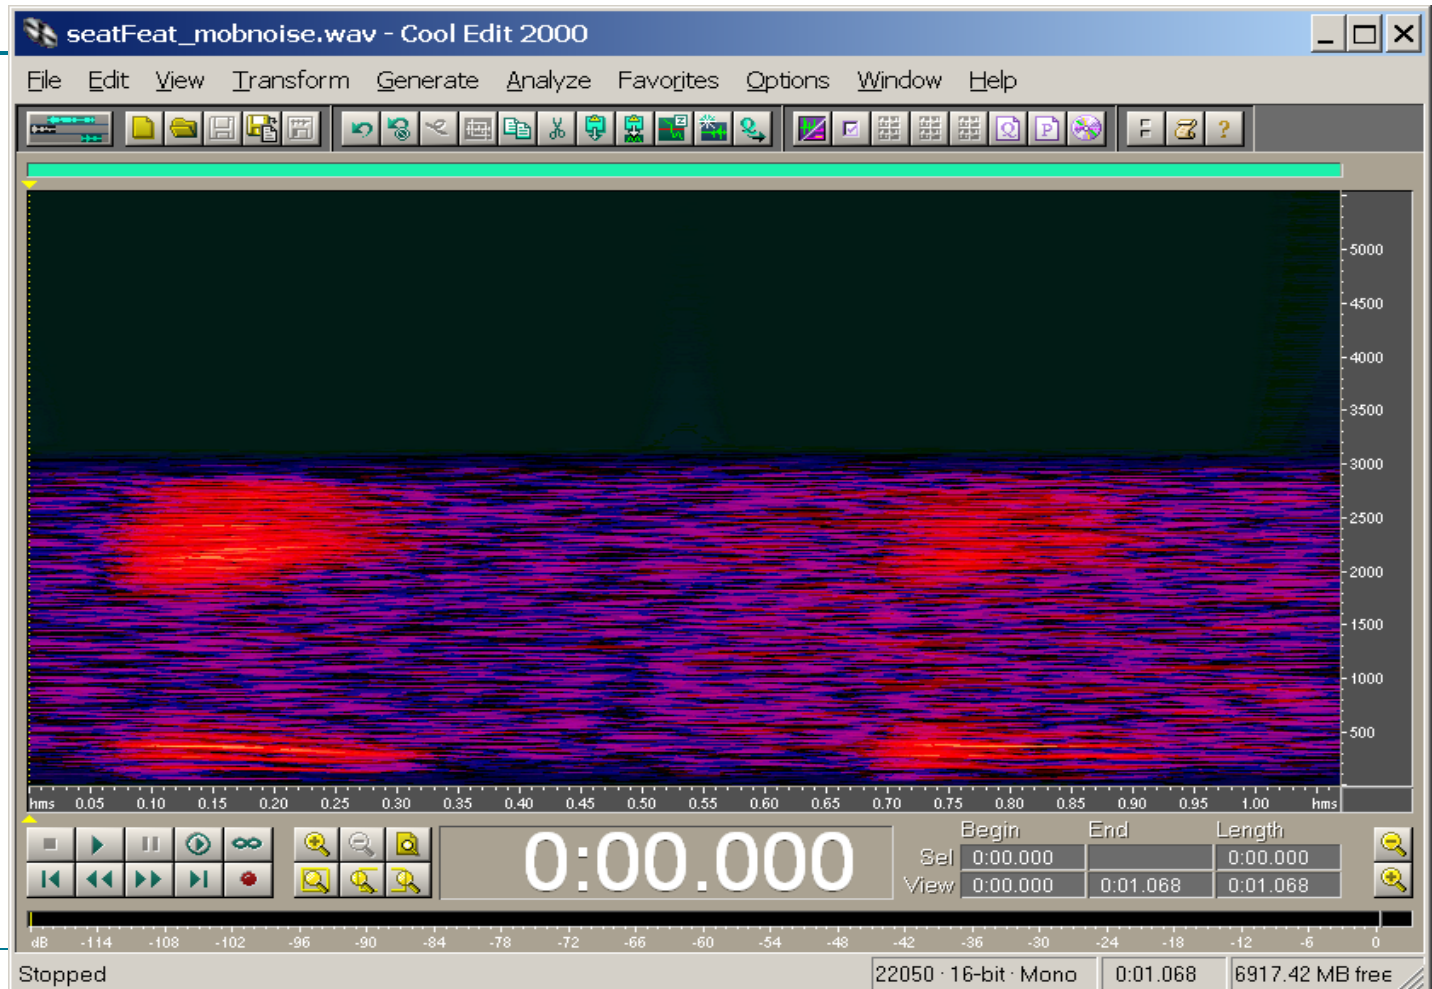 seatFeat_mobnoise.wav - Cool Edit 2000
File Edit View Transform Generate Analyze Favorites Options Window Help
5000
4500
4000
3500
3000
2500
2000
1500
1000
500
hms 0.05 0.10 0.15 0.20 0.25 0.30 0.35 0.40 0.45 0.50 0.55 0.60 0.65 0.70 0.75 0.80 0.85 0.90 0.95 1.00 hms
0:00.000
Begin End Length
Sel 0:00.000 0:00.000
View 0:00.000 0:01.068 0:01.068
dB -114 -108 -102 -96 -90 -84 -78 -72 -66 -60 -54 -48 -42 -36 -30 -24 -18 -12 -6 0
Stopped 22050 · 16-bit · Mono 0:01.068 6917.42 MB free